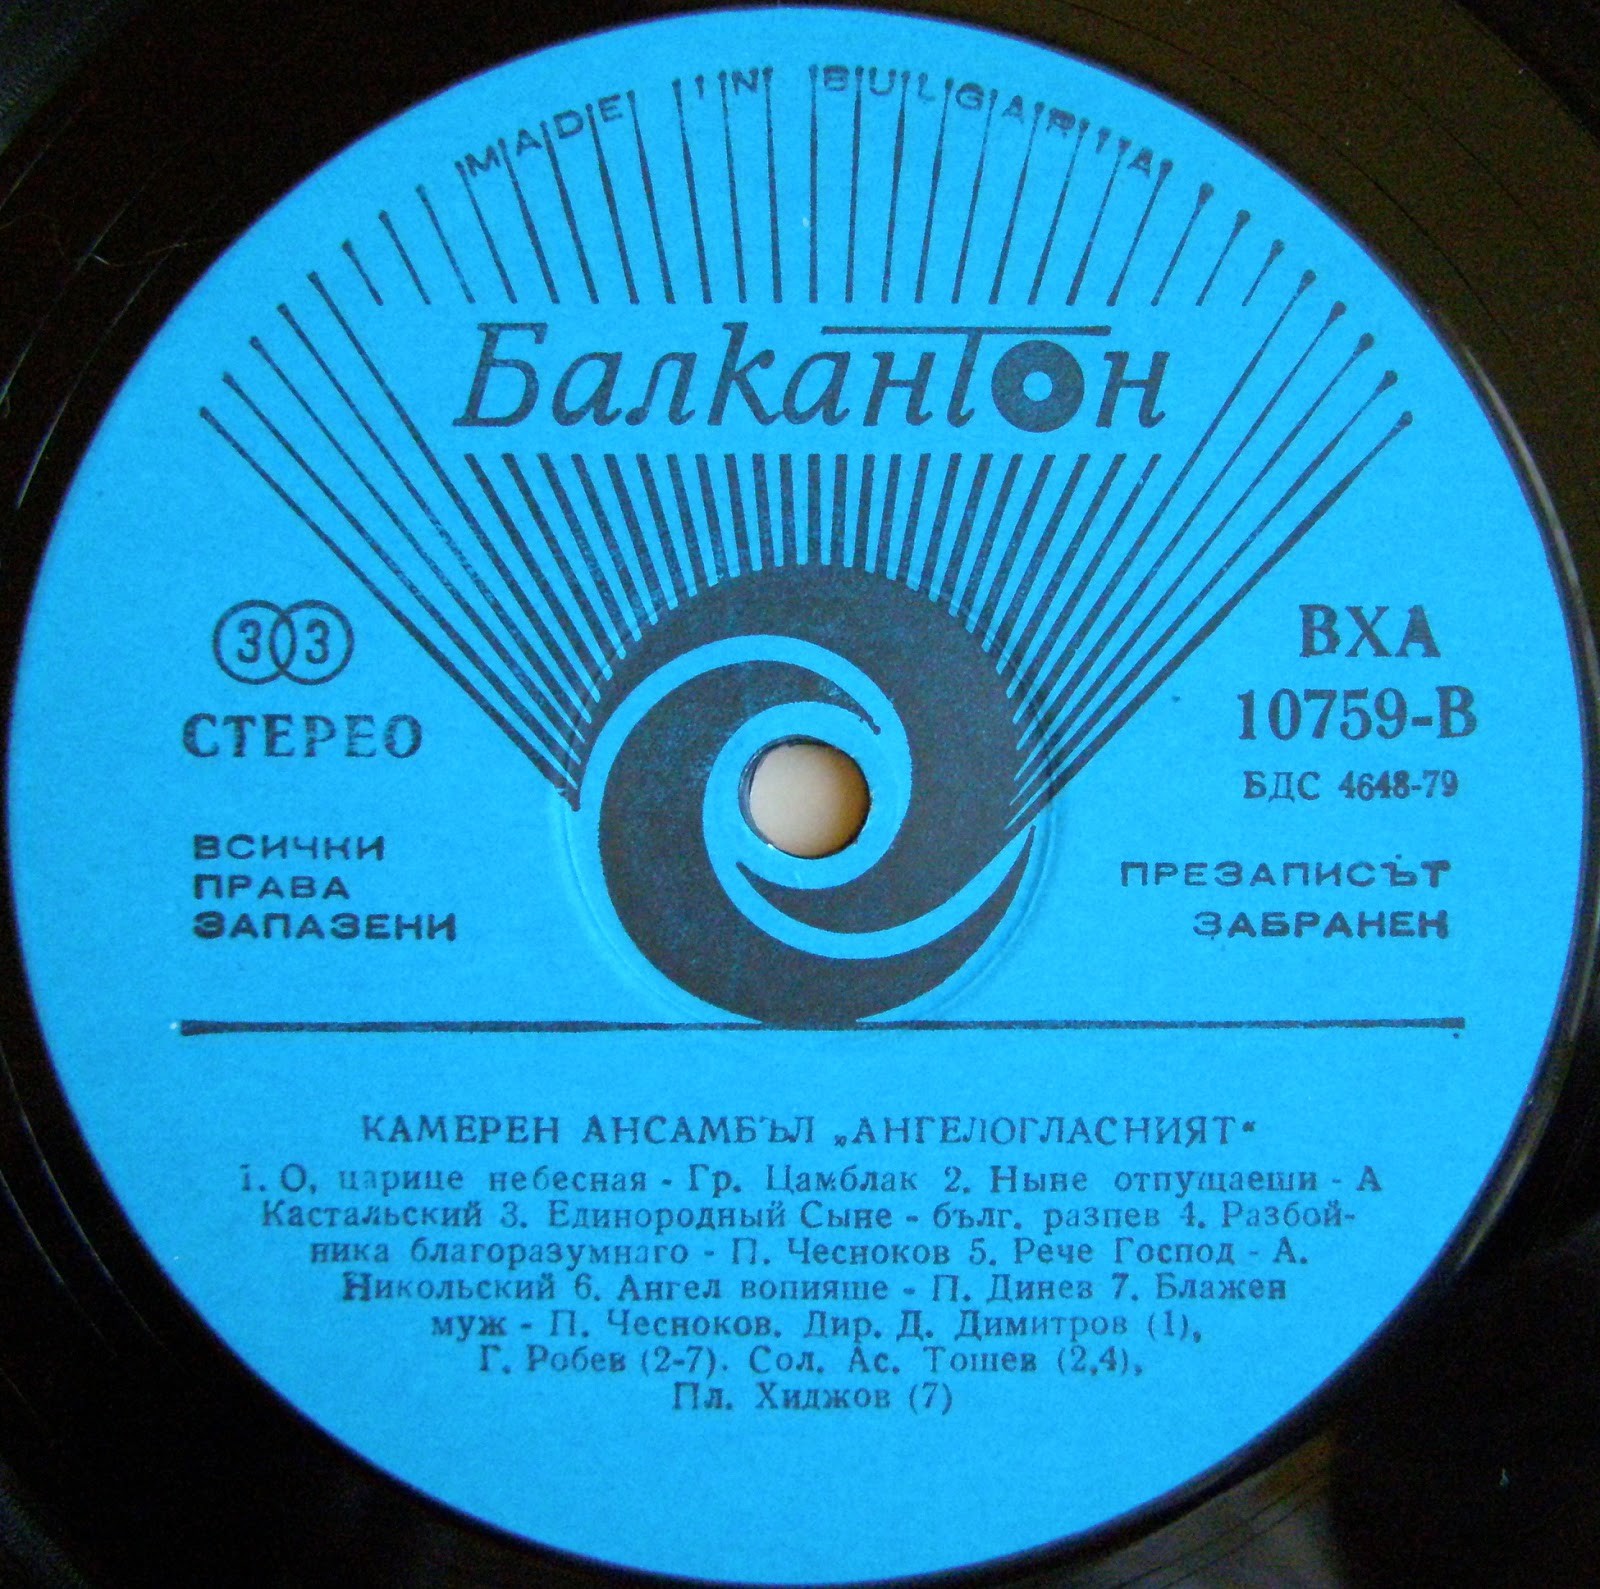 MADE IN BULGARIA
Балкантон
33
СТЕРЕО
ВСИЧКИ
ПРАВА
ЗАПАЗЕНИ
ВХА
10759-В
БДС 4648-79
ПРЕЗАПИСЪТ
ЗАБРАНЕН
КАМЕРЕН АНСАМБЪЛ „АНГЕЛОГЛАСНИЯТ“
1. О, царице небесная - Гр. Цамблак 2. Ныне отпущаеши - А
Кастальский 3. Единородный Сыне - бълг. разпев 4. Разбой-
ника благоразумнаго - П. Чесноков 5. Рече Господ - А.
Никольский 6. Ангел вопияше - П. Динев 7. Блажен
муж - П. Чесноков. Дир. Д. Димитров (1),
Г. Робев (2-7). Сол. Ас. Тошев (2,4),
Пл. Хиджов (7)